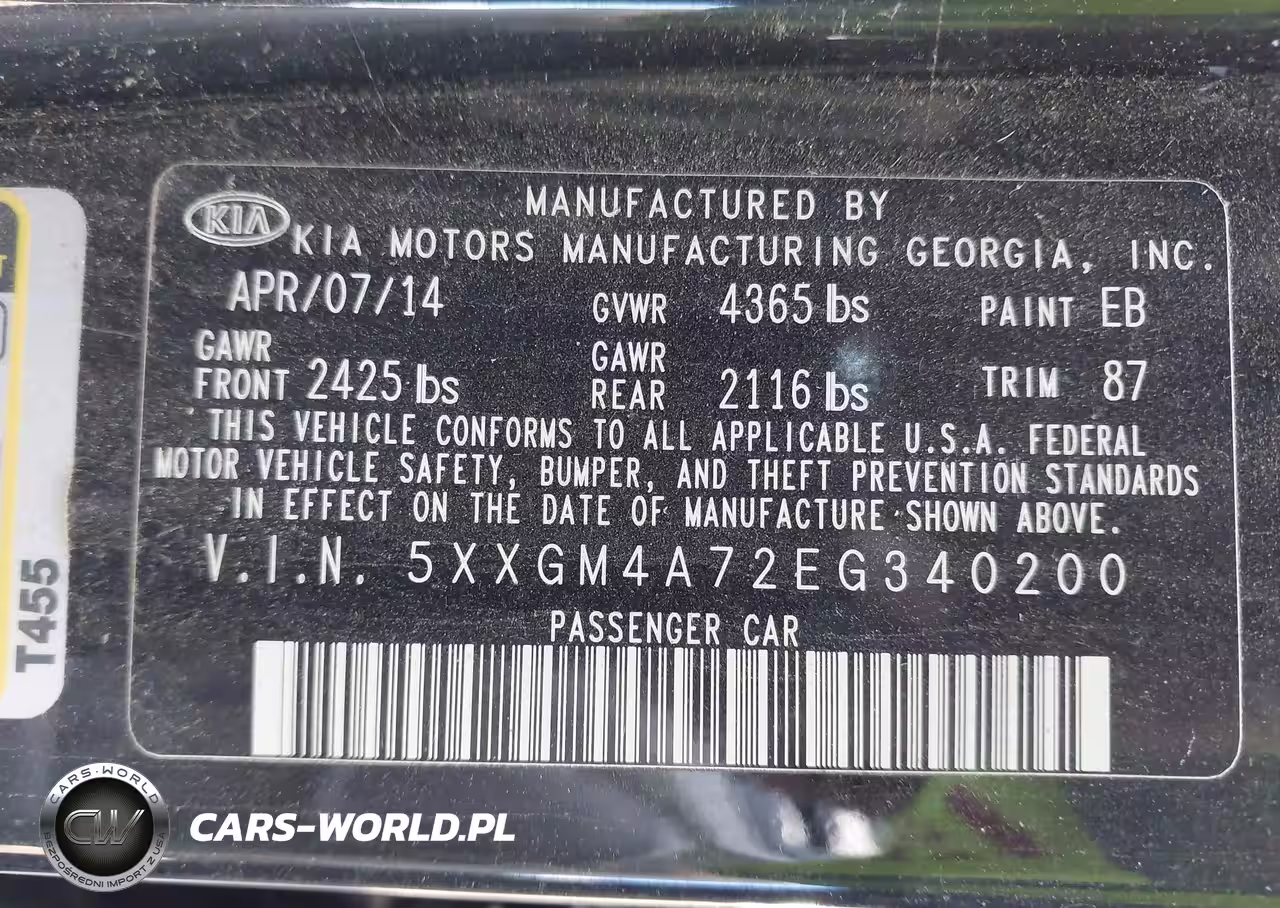 MANUFACTURED BY
KIA
KIA MOTORS MANUFACTURING GEORGIA, INC.
APR/07/14 GVWR 4365 lbs PAINT EB
GAWR FRONT 2425 lbs GAWR REAR 2116 lbs TRIM 87
THIS VEHICLE CONFORMS TO ALL APPLICABLE U.S.A. FEDERAL
MOTOR VEHICLE SAFETY, BUMPER, AND THEFT PREVENTION STANDARDS
IN EFFECT ON THE DATE OF MANUFACTURE SHOWN ABOVE.
V.I.N. 5XXGM4A72EG340200
PASSENGER CAR
T455
CARS-WORLD
CW
BEZPOŚREDNI IMPORT Z USA
CARS-WORLD.PL